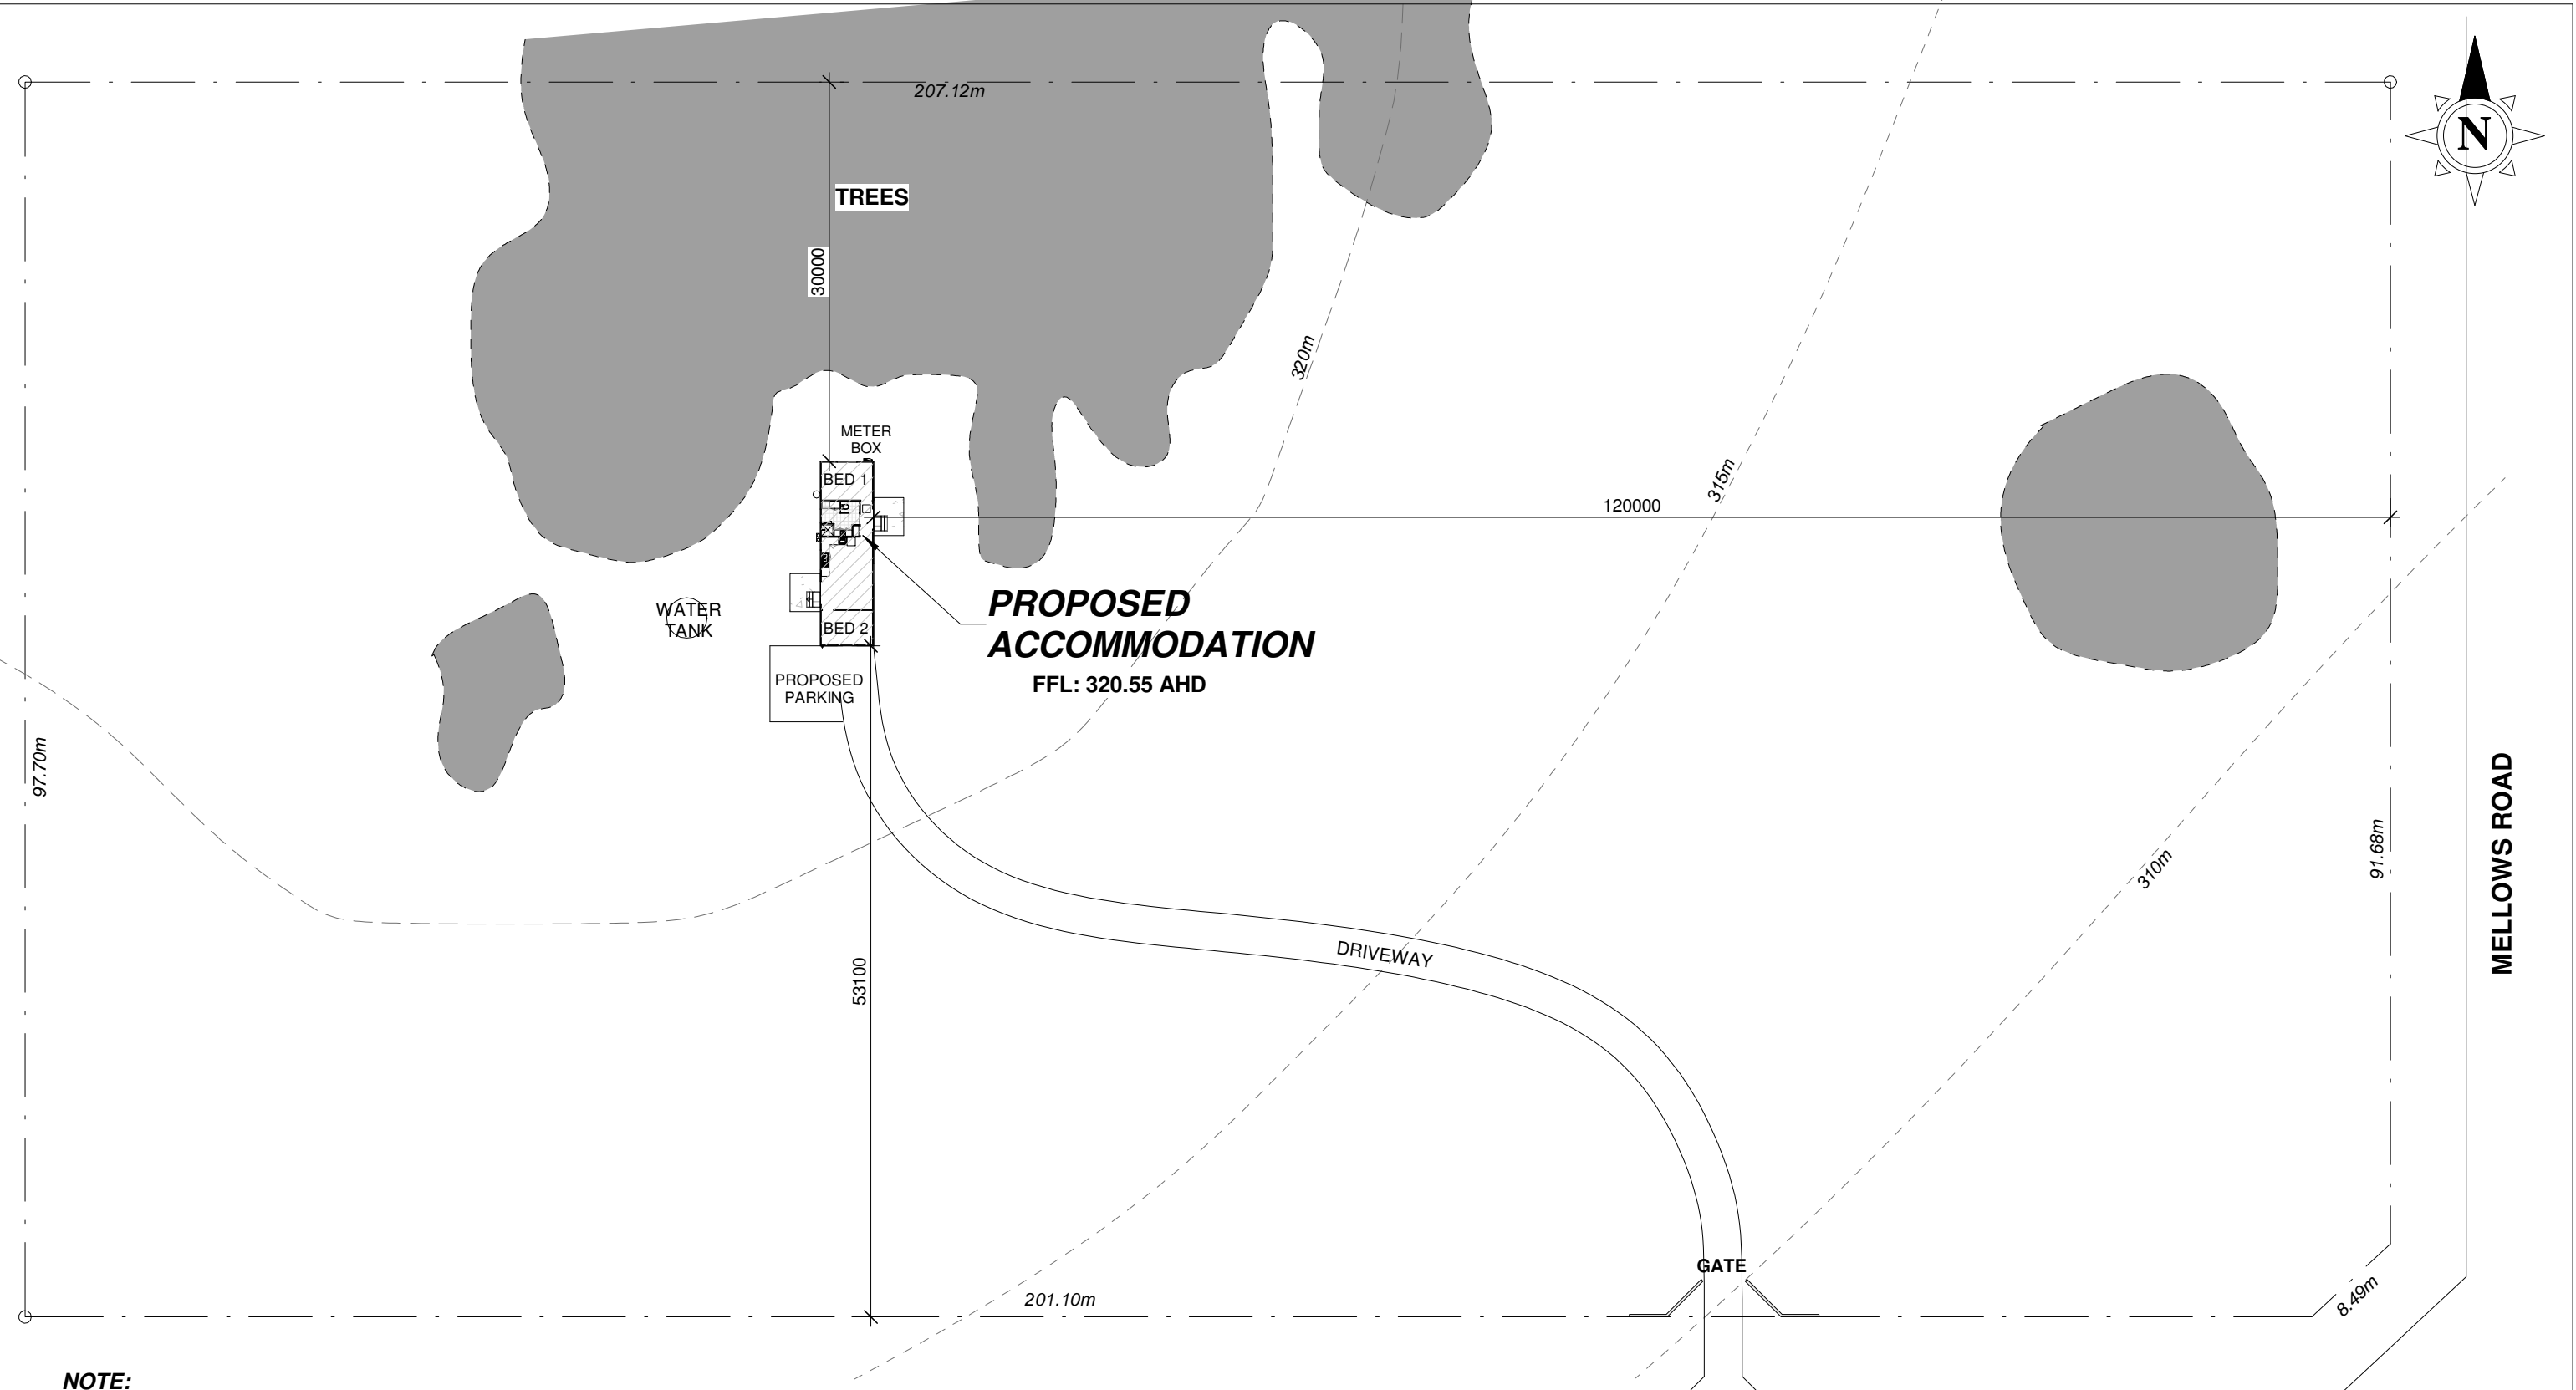 207.12m
N
TREES
30000
320m
METER
BOX
BED 1
315m
120000
WATER
TANK
BED 2
PROPOSED
ACCOMMODATION
FFL: 320.55 AHD
PROPOSED
PARKING
97.70m
MELLOWS ROAD
91.68m
310m
DRIVEWAY
53100
GATE
201.10m
8.49m
NOTE: